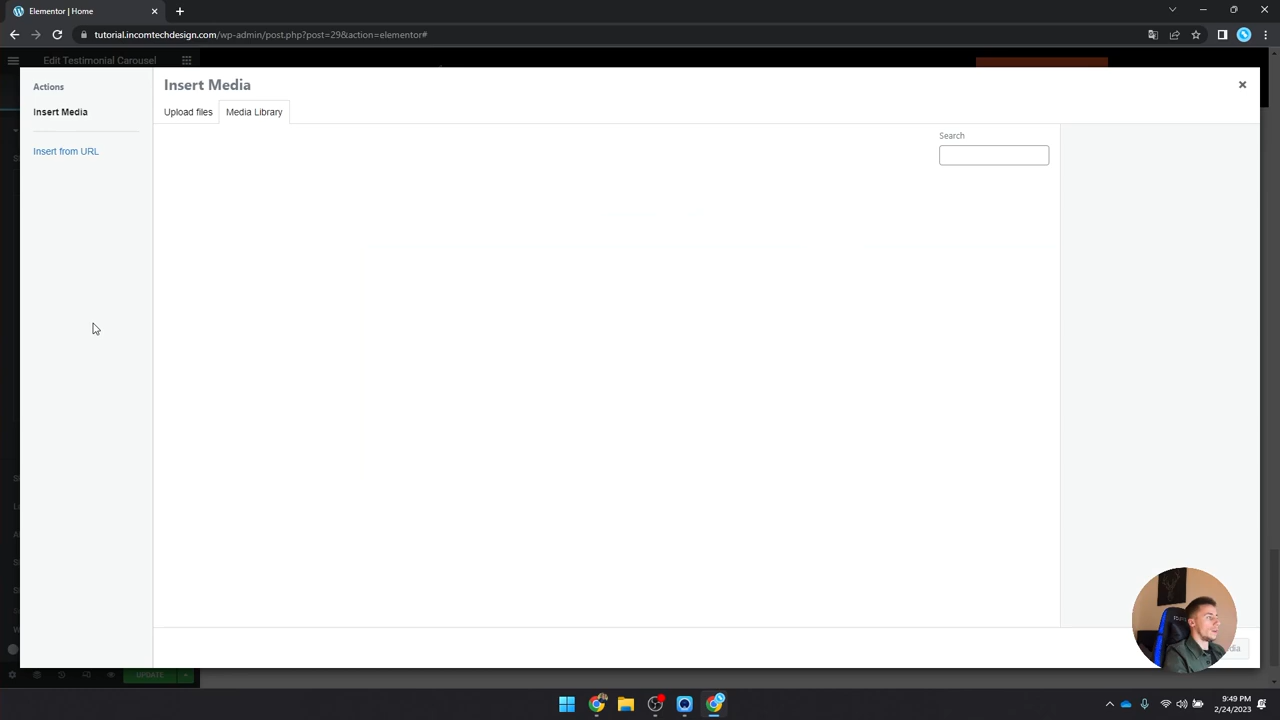 Elementor | Home
tutorial.incomtechdesign.com/wp-admin/post.php?post=29&action=elementor#
Edit Testimonial Carousel
Actions
Insert Media
Insert from URL
Insert Media
Upload files
Media Library
Search
UPDATE
9:49 PM
2/24/2023